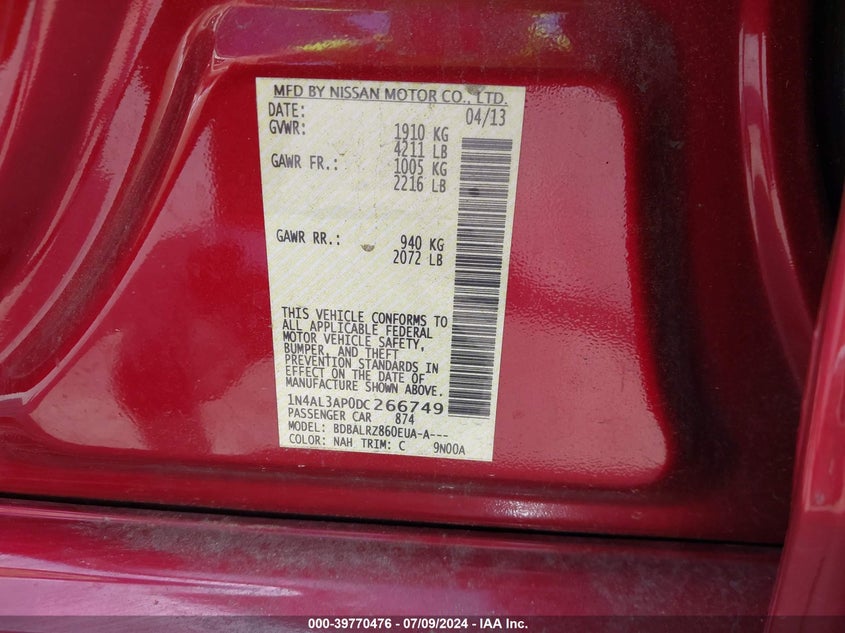 MFD BY NISSAN MOTOR CO., LTD.
DATE: 04/13
GVWR: 1910 KG
4211 LB
GAWR FR.: 1005 KG
2216 LB
GAWR RR.: 940 KG
2072 LB
THIS VEHICLE CONFORMS TO
ALL APPLICABLE FEDERAL
MOTOR VEHICLE SAFETY,
BUMPER, AND THEFT
PREVENTION STANDARDS IN
EFFECT ON THE DATE OF
MANUFACTURE SHOWN ABOVE.
1N4AL3AP0DC266749
PASSENGER CAR 874
MODEL: BDBALRZ860EUA-A---
COLOR: NAH TRIM: C 9N00A
000-39770476 | 07/09/2024 - IAA Inc.